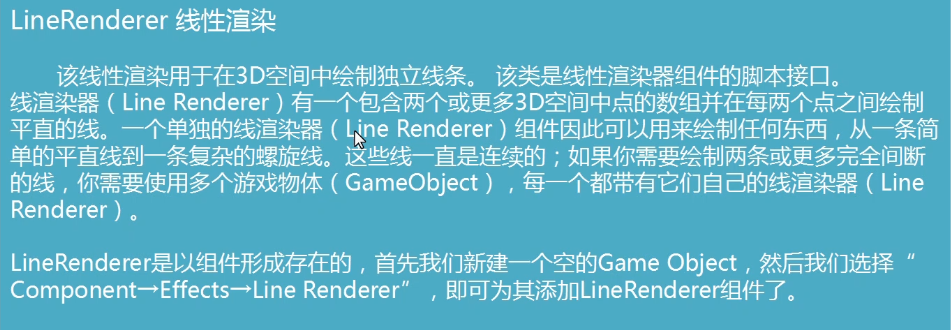 LineRenderer 线性渲染
该线性渲染用于在3D空间中绘制独立线条。 该类是线性渲染器组件的脚本接口。
线渲染器（Line Renderer）有一个包含两个或更多3D空间中点的数组并在每两个点之间绘制
平直的线。一个单独的线渲染器（Line Renderer）组件因此可以用来绘制任何东西，从一条简
单的平直线到一条复杂的螺旋线。这些线一直是连续的；如果你需要绘制两条或更多完全间断
的线，你需要使用多个游戏物体（GameObject），每一个都带有它们自己的线渲染器（Line
Renderer）。
LineRenderer是以组件形成存在的，首先我们新建一个空的Game Object，然后我们选择“
Component→Effects→Line Renderer”，即可为其添加LineRenderer组件了。